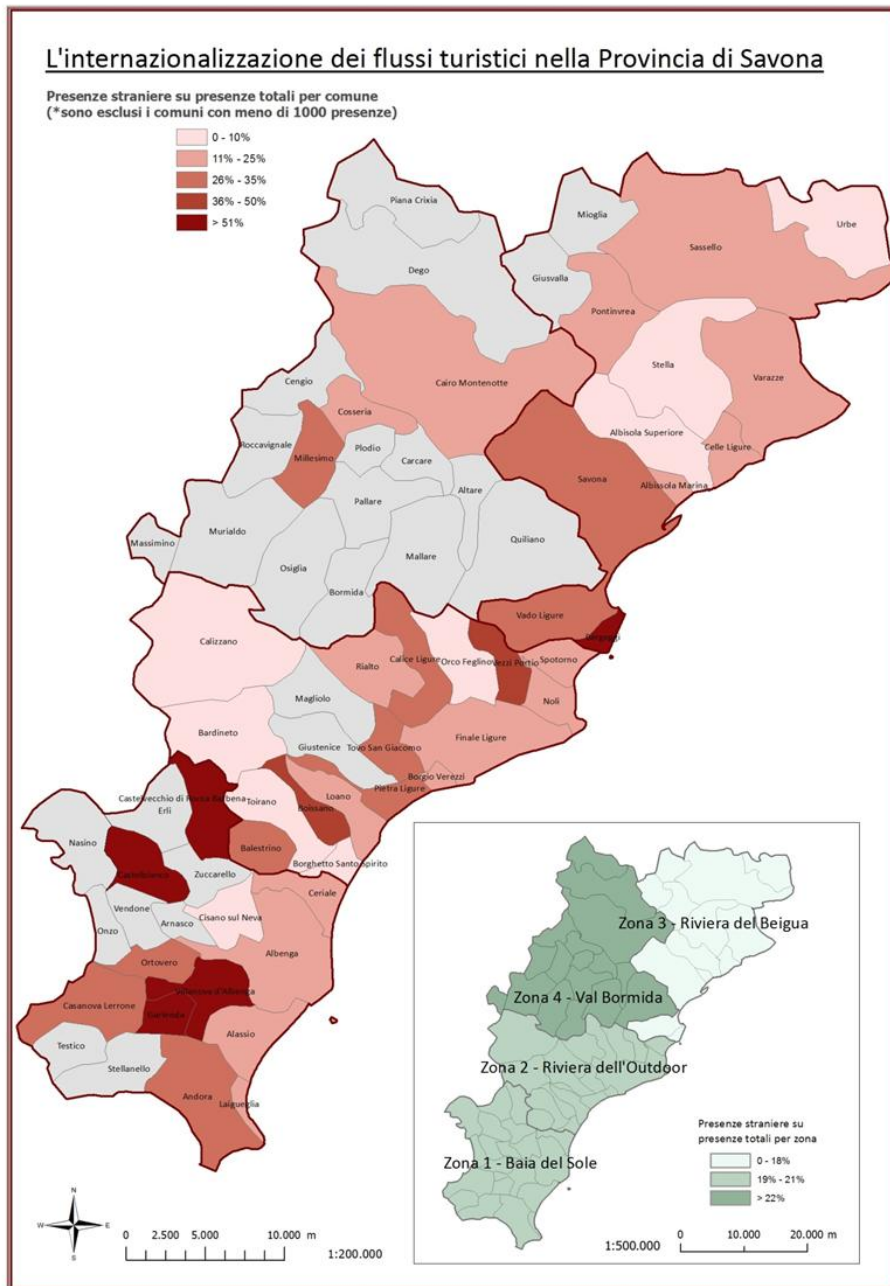 L'internazionalizzazione dei flussi turistici nella Provincia di Savona
Presenze straniere su presenze totali per comune
(*sono esclusi i comuni con meno di 1000 presenze)
0 - 10%
11% - 25%
26% - 35%
36% - 50%
> 51%
Piana Crixia
Mioglia
Urbe
Sassello
Dego
Giusvalla
Pontinvrea
Stella
Varazze
Cengio
Cairo Montenotte
Cosseria
Albisola Superiore
Roccavignale
Plodio
Celle Ligure
Millesimo
Carcare
Savona
Albissola Marina
Altare
Pallare
Murialdo
Quiliano
Massimino
Mallare
Osiglia
Bormida
Vado Ligure
Bergeggi
Calizzano
Calice Ligure
Orco Feglino
Vezzi Portio
Spotorno
Rialto
Magliolo
Noli
Bardineto
Giustenice
Tovo San Giacomo
Finale Ligure
Borgio Verezzi
Pietra Ligure
Castelvecchio di Rocca Barbena
Toirano
Loano
Erli
Boissano
Nasino
Balestrino
Borghetto Santo Spirito
Castelbianco
Zuccarello
Ceriale
Vendone
Cisano sul Neva
Arnasco
Onzo
Albenga
Ortovero
Villanova d'Albenga
Casanova Lerrone
Garlenda
Alassio
Testico
Stellanello
Andora
Laigueglia
N
W
E
S
0
2.500
5.000
10.000 m
1:200.000
Zona 3 - Riviera del Beigua
Zona 4 - Val Bormida
Zona 2 - Riviera dell'Outdoor
Zona 1 - Baia del Sole
Presenze straniere su
presenze totali per zona
0 - 18%
19% - 21%
> 22%
1:500.000
0
10.000
20.000 m